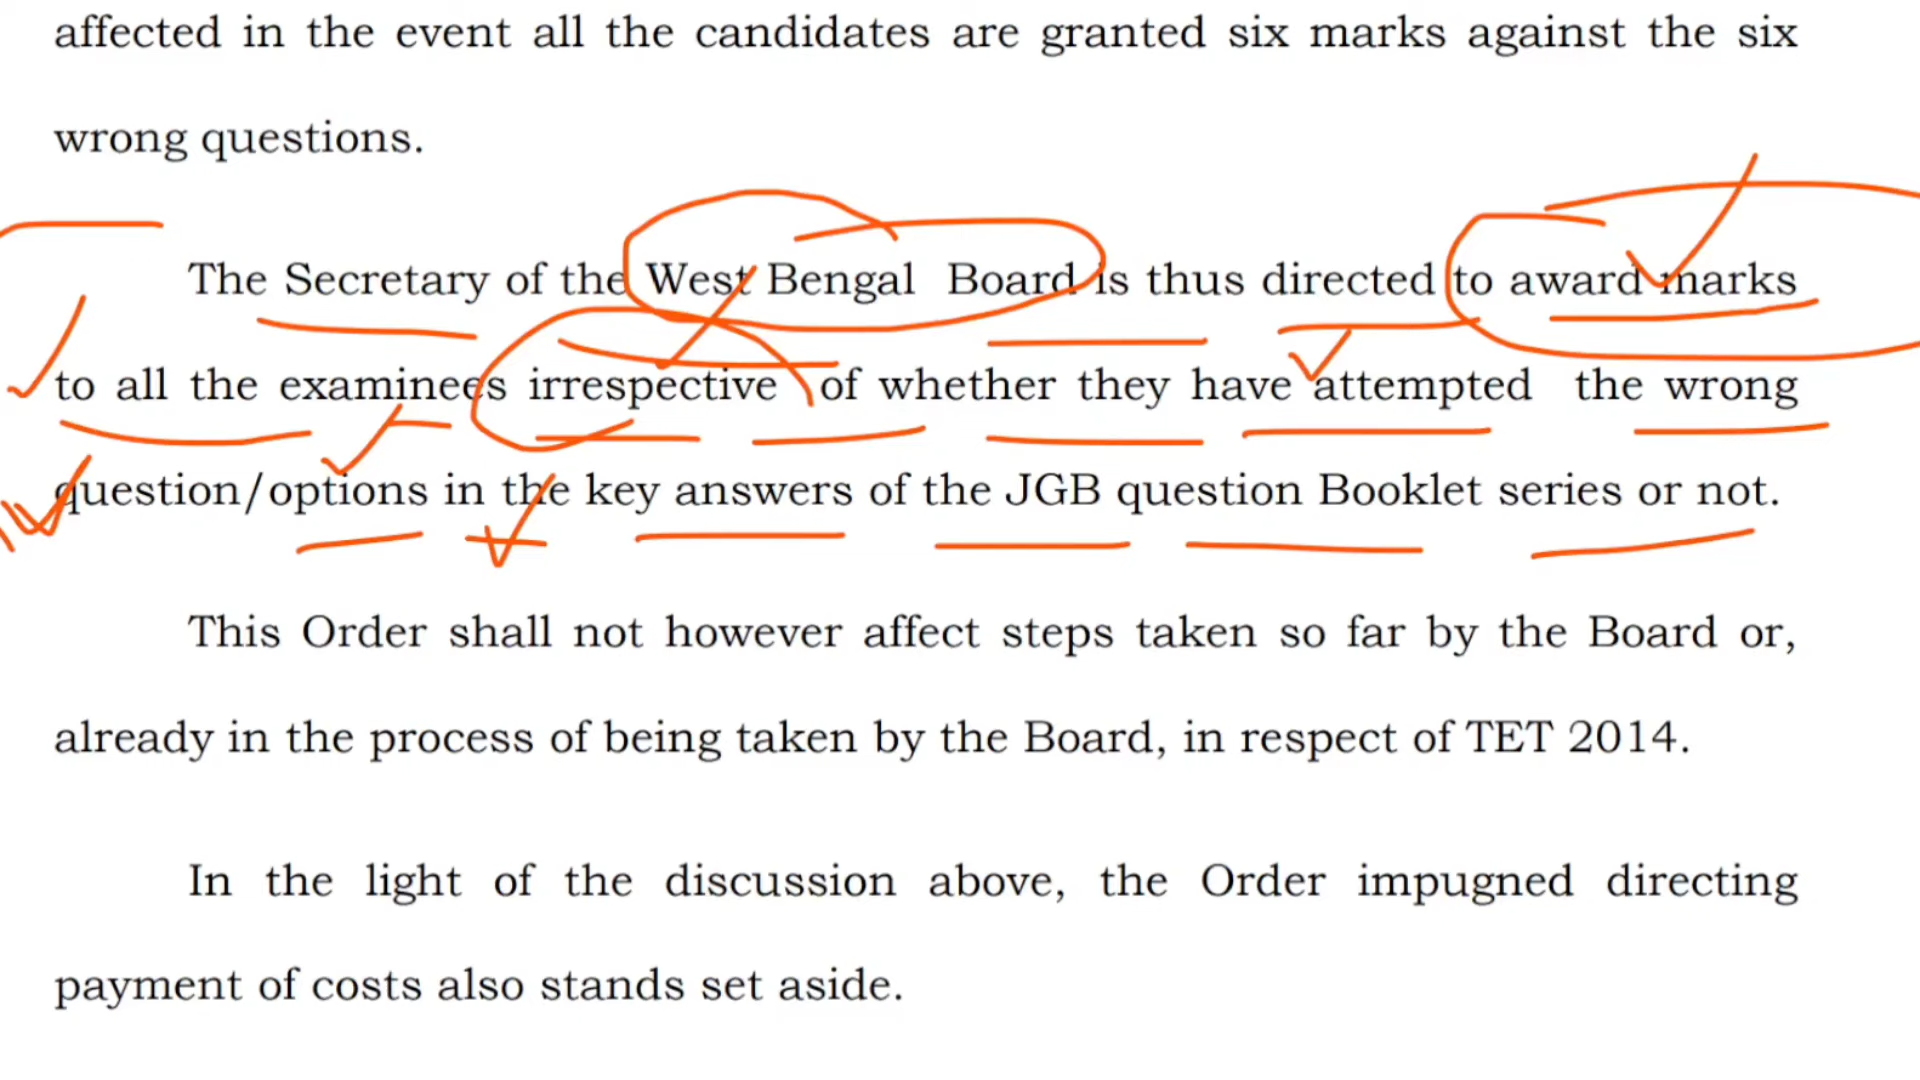 affected in the event all the candidates are granted six marks against the six
wrong questions.
The Secretary of the West Bengal Board is thus directed to award marks
to all the examinees irrespective of whether they have attempted the wrong
question/options in the key answers of the JGB question Booklet series or not.
This Order shall not however affect steps taken so far by the Board or,
already in the process of being taken by the Board, in respect of TET 2014.
In the light of the discussion above, the Order impugned directing
payment of costs also stands set aside.